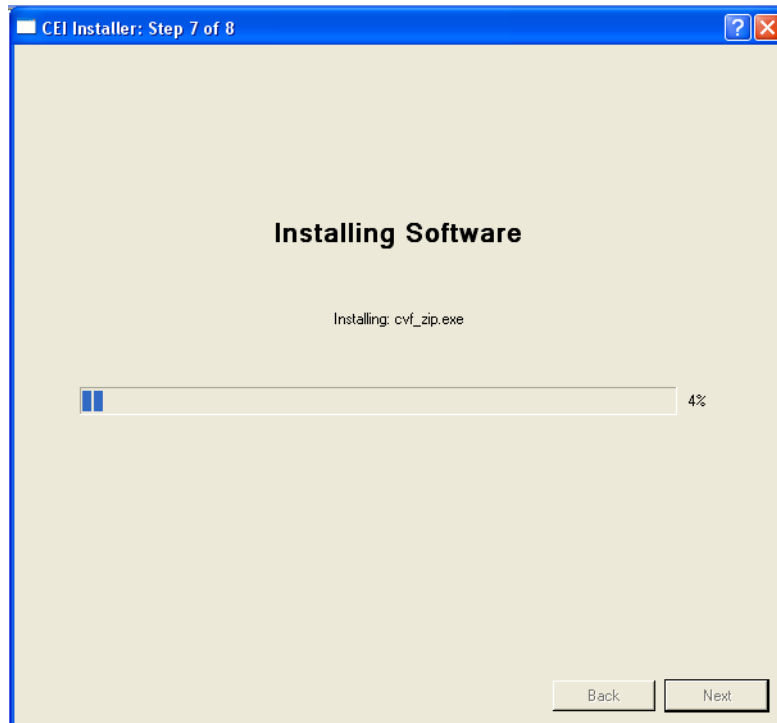 CEI Installer: Step 7 of 8
Installing Software
Installing: cvf_zip.exe
4%
Back
Next